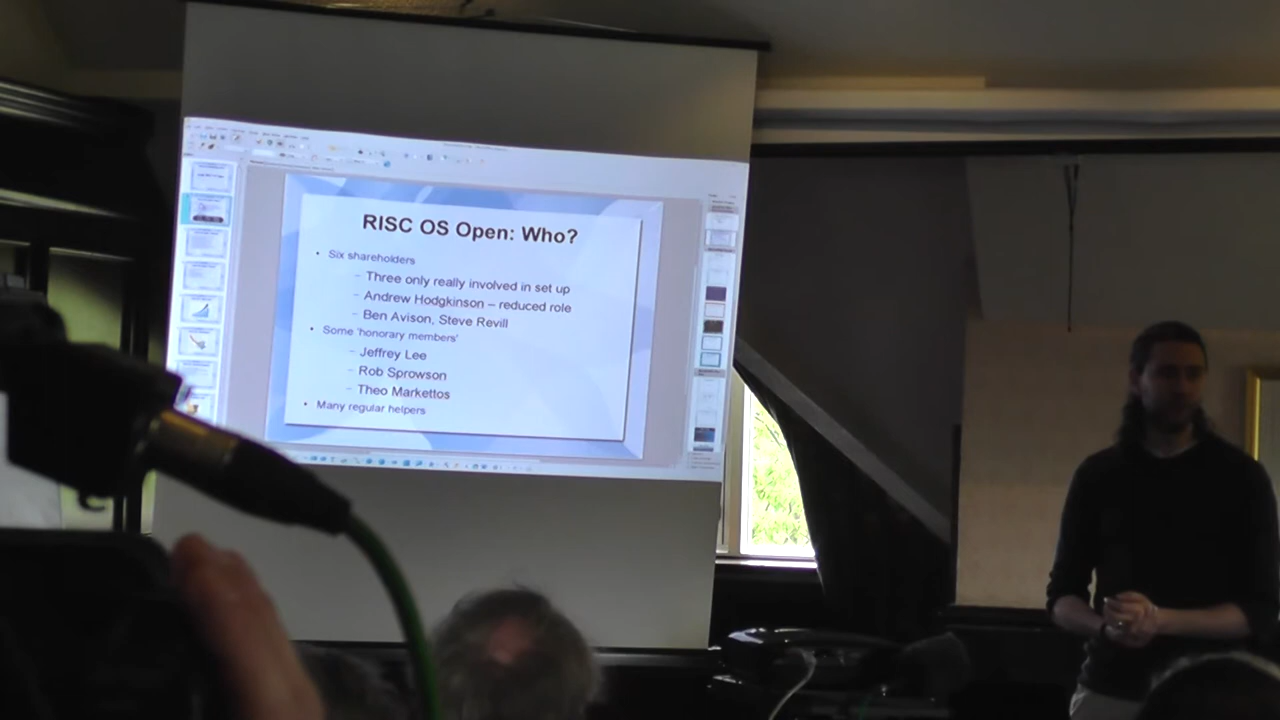 RISC OS Open: Who?
• Six shareholders
– Three only really involved in set up
– Andrew Hodgkinson – reduced role
– Ben Avison, Steve Revill
• Some 'honorary members'
– Jeffrey Lee
– Rob Sprowson
– Theo Markettos
• Many regular helpers